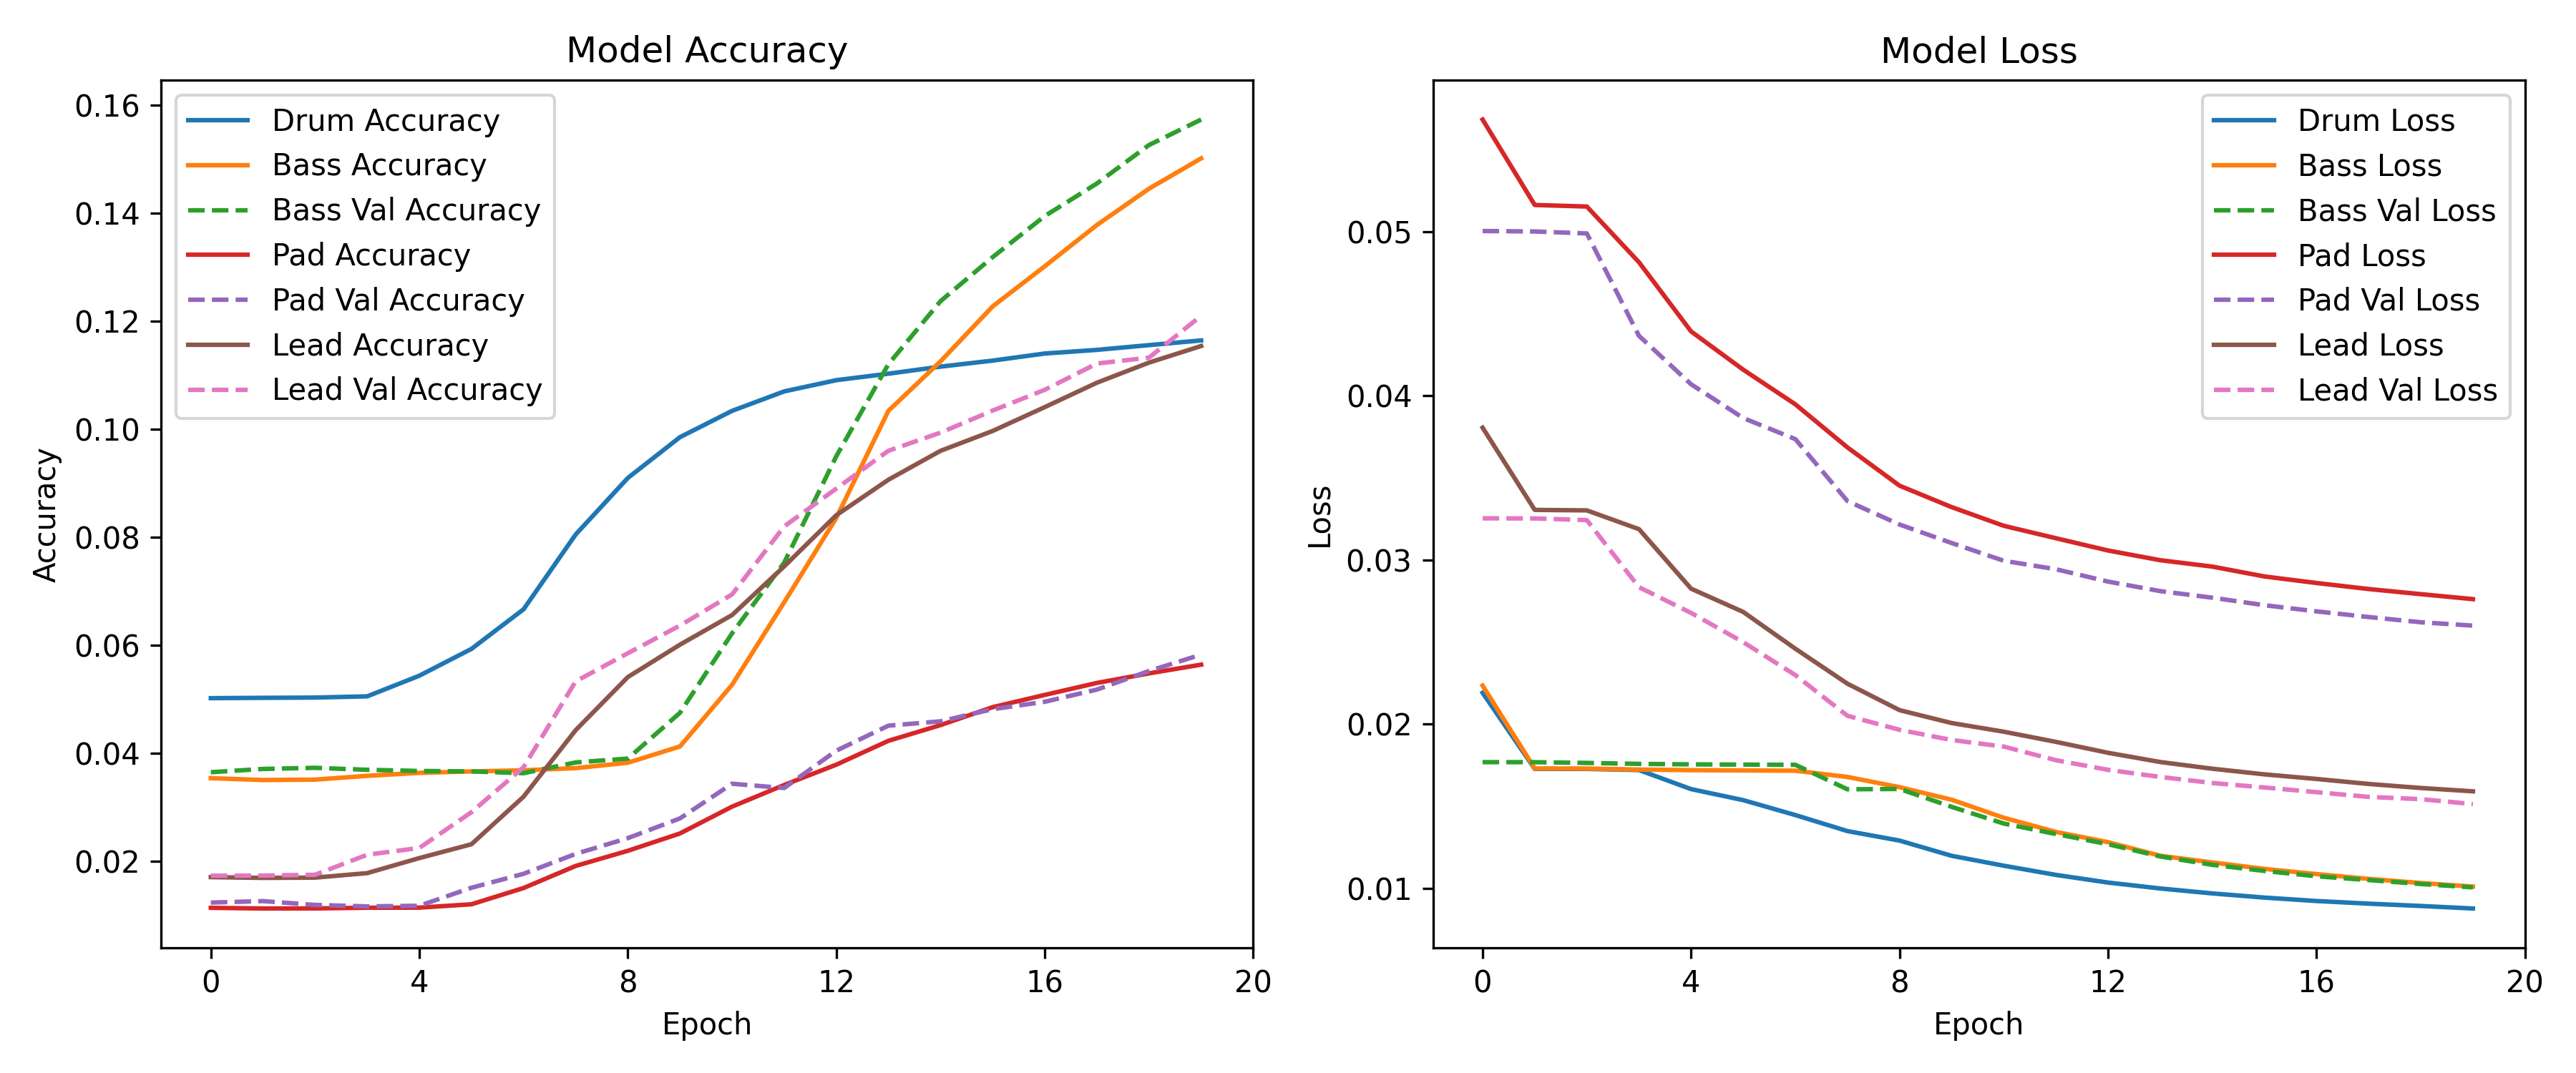 Model Accuracy
0.16
0.14
0.12
0.10
0.08
0.06
0.04
0.02
Accuracy
Drum Accuracy
Bass Accuracy
Bass Val Accuracy
Pad Accuracy
Pad Val Accuracy
Lead Accuracy
Lead Val Accuracy
0 4 8 12 16 20
Epoch
Model Loss
0.05
0.04
0.03
0.02
0.01
Loss
Drum Loss
Bass Loss
Bass Val Loss
Pad Loss
Pad Val Loss
Lead Loss
Lead Val Loss
0 4 8 12 16 20
Epoch